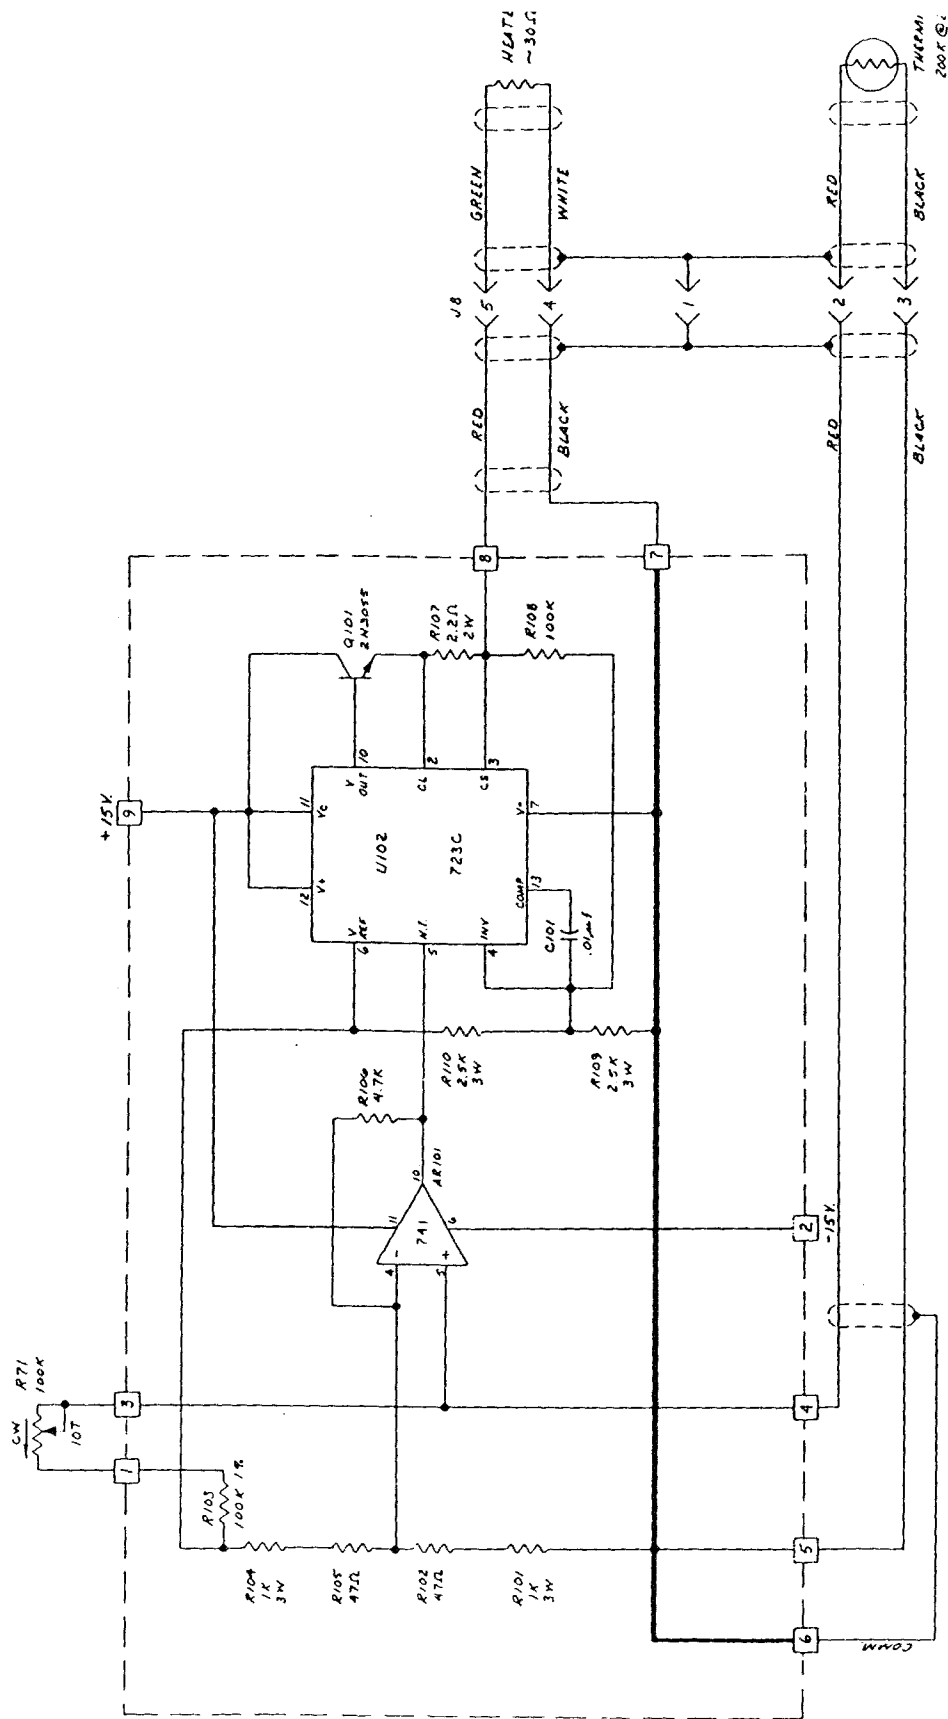 CW
R71
100K
10T
1
3
R103
100K 1%
R104
1K
3W
R105
47Ω
R102
47Ω
R101
1K
3W
6
COMM
5
4
2
-15V.
+15V.
9
4
-
5
+
741
11
6
10
AR101
R106
4.7K
R110
2.5K
3W
R109
2.5K
3W
C101
.01µf
6
V
REF
5
N.I.
4
INV
13
COMP
12
V+
11
VC
U102
723C
V
OUT
10
CL
2
CS
3
V-
7
Q101
2N3055
R107
2.2Ω
2W
R108
100K
8
7
RED
BLACK
J8
5
4
1
2
3
GREEN
WHITE
~30Ω
RED
BLACK
RED
BLACK
200K @